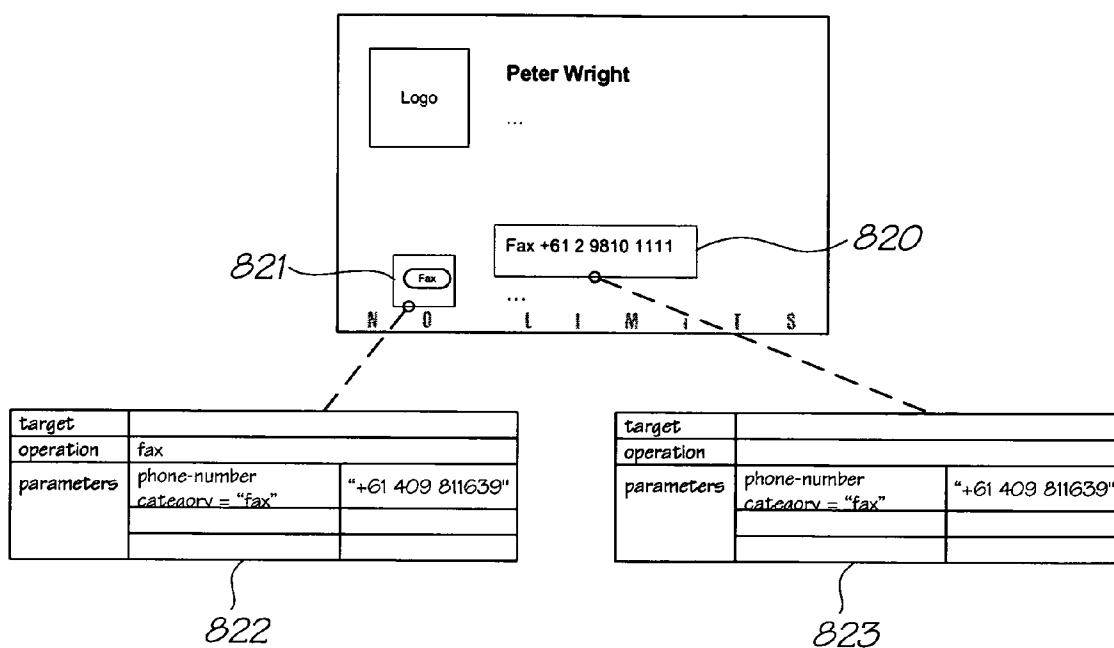 Logo
Peter Wright
...
Fax +61 2 9810 1111
820
821
Fax
...
N O L I M i T S
target
operation fax
parameters phone-number "+61 409 811639"
category = "fax"
822
target
operation
parameters phone-number "+61 409 811639"
category = "fax"
823